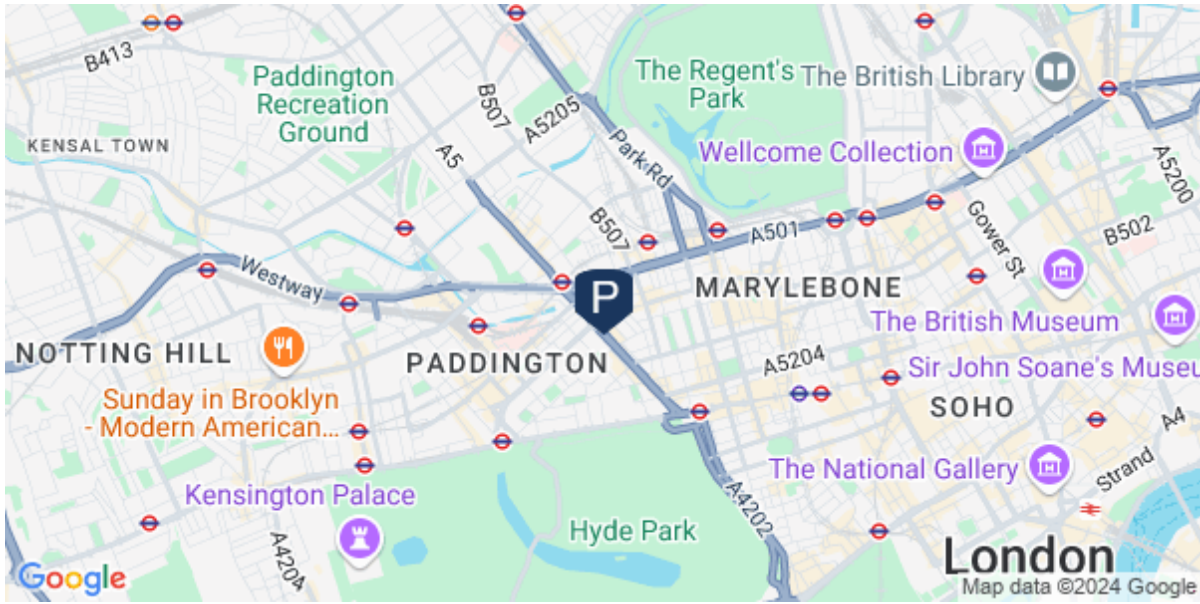 B413
Paddington
Recreation
Ground
B507
A5205
The Regent's
Park
The British Library
KENSAL TOWN
A5
Park Rd
Wellcome Collection
A5200
B507
A501
Gower St
B502
Westway
P
MARYLEBONE
The British Museum
NOTTING HILL
PADDINGTON
A5204
Sir John Soane's Museu
Sunday in Brooklyn
- Modern American...
SOHO
A4
The National Gallery
Strand
Kensington Palace
A4202
Hyde Park
A4204
London
Google
Map data ©2024 Google